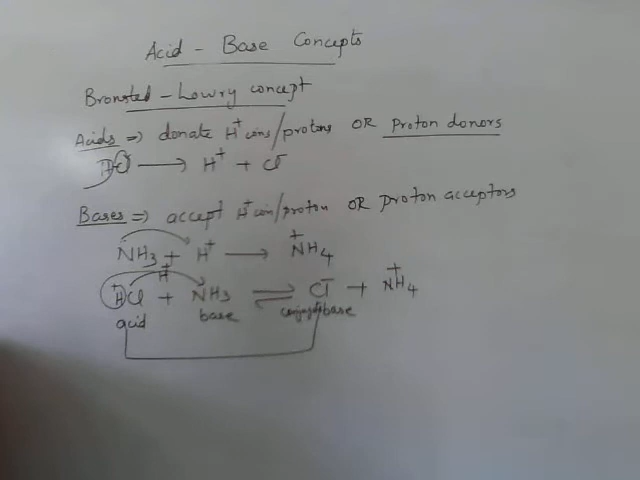 Acid - Base Concepts
Bronsted - Lowry concept
Acids ⇒ donate H⁺ions/protons OR Proton donors
HCl → H⁺ + Cl⁻
Bases ⇒ accept H⁺ion/proton OR Proton acceptors
NH₃ + H⁺ → ⁺NH₄
H⁺
HCl + NH₃ ⇌ Cl⁻ + ⁺NH₄
acid base conjugate base